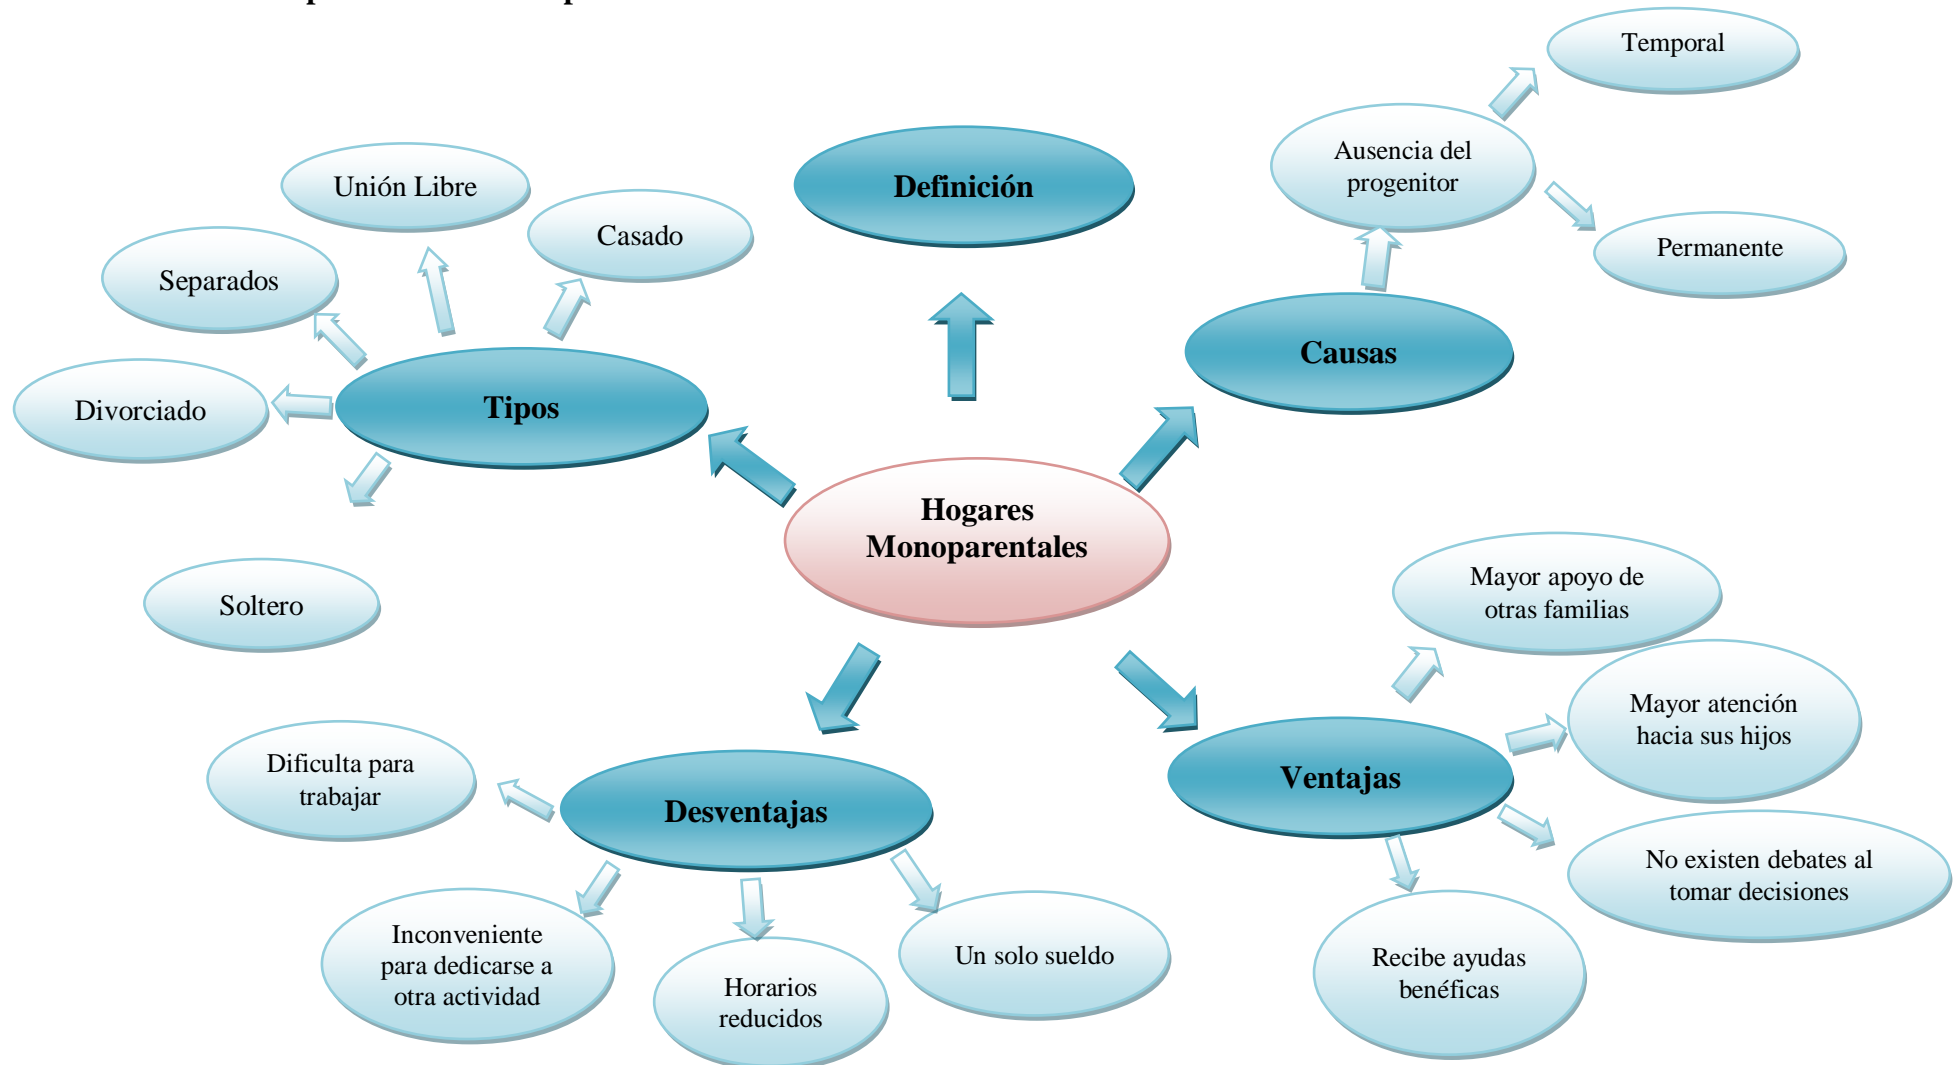 Temporal
Ausencia del
progenitor
Permanente
Causas
Definición
Unión Libre
Casado
Separados
Divorciado
Tipos
Soltero
Hogares
Monoparentales
Mayor apoyo de
otras familias
Mayor atención
hacia sus hijos
Ventajas
No existen debates al
tomar decisiones
Recibe ayudas
benéficas
Dificulta para
trabajar
Desventajas
Inconveniente
para dedicarse a
otra actividad
Horarios
reducidos
Un solo sueldo